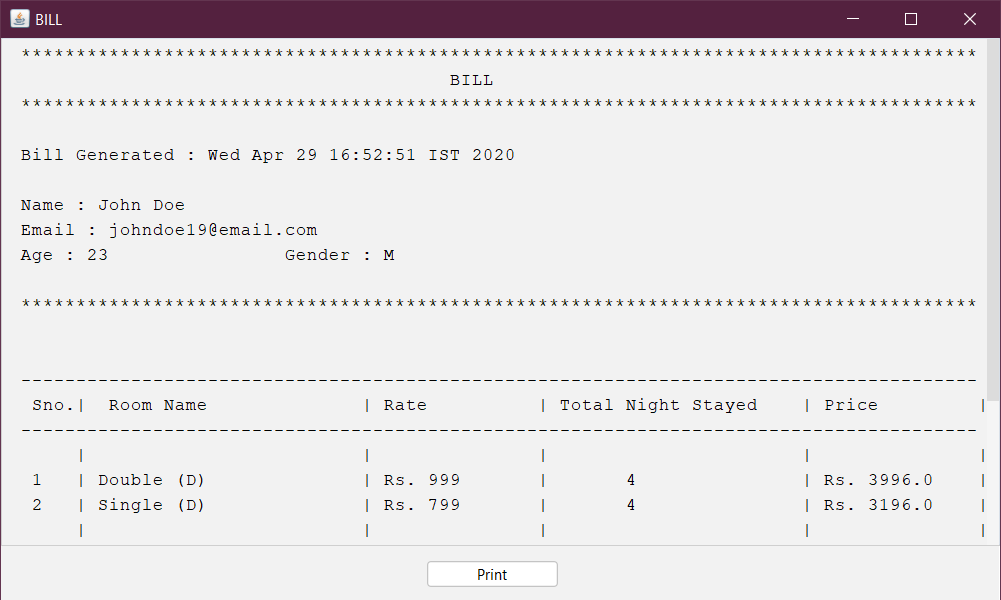 BILL
***************************************************************************************
BILL
***************************************************************************************
Bill Generated : Wed Apr 29 16:52:51 IST 2020
Name : John Doe
Email : johndoe19@email.com
Age : 23 Gender : M
***************************************************************************************
---------------------------------------------------------------------------------------
Sno.| Room Name | Rate | Total Night Stayed | Price |
---------------------------------------------------------------------------------------
| | | | |
1 | Double (D) | Rs. 999 | 4 | Rs. 3996.0 |
2 | Single (D) | Rs. 799 | 4 | Rs. 3196.0 |
| | | | |
Print